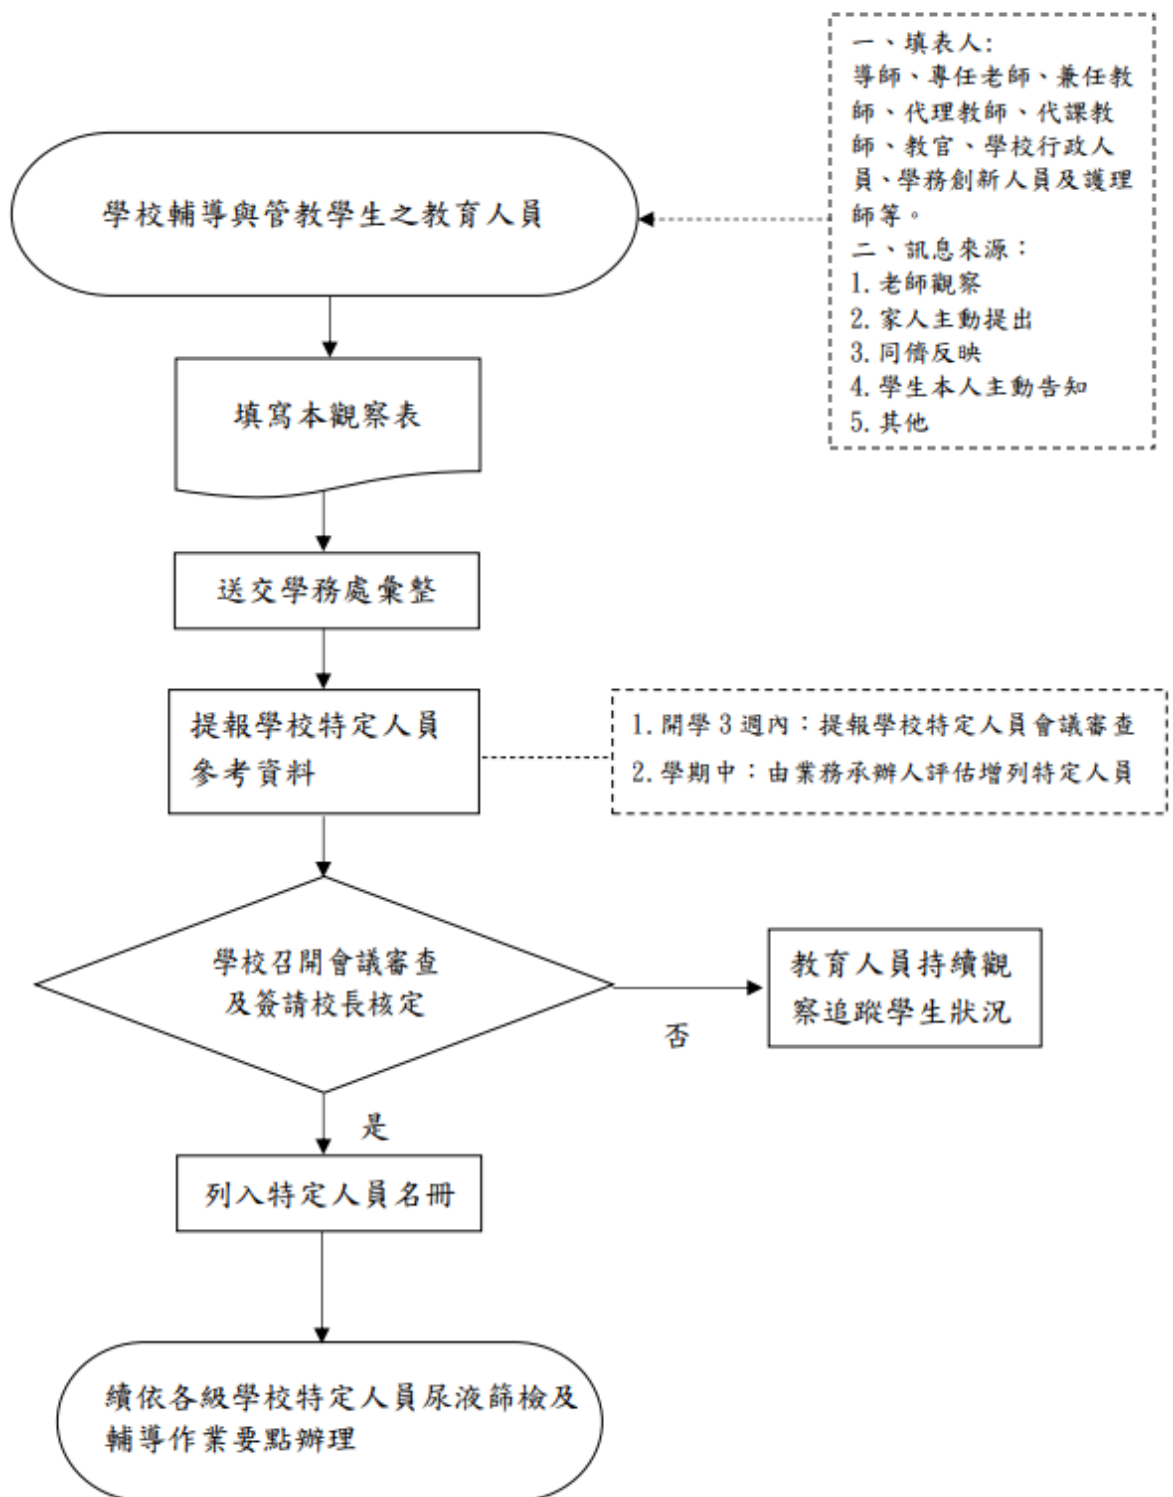 一、填表人:
導師、專任老師、兼任教
師、代理教師、代課教
師、教官、學校行政人
員、學務創新人員及護理
師等。
二、訊息來源：
1.老師觀察
2.家人主動提出
3.同儕反映
4.學生本人主動告知
5.其他
學校輔導與管教學生之教育人員
填寫本觀察表
送交學務處彙整
提報學校特定人員
參考資料
1.開學3週內：提報學校特定人員會議審查
2.學期中：由業務承辦人評估增列特定人員
學校召開會議審查
及簽請校長核定
否
教育人員持續觀
察追蹤學生狀況
是
列入特定人員名冊
續依各級學校特定人員尿液篩檢及
輔導作業要點辦理